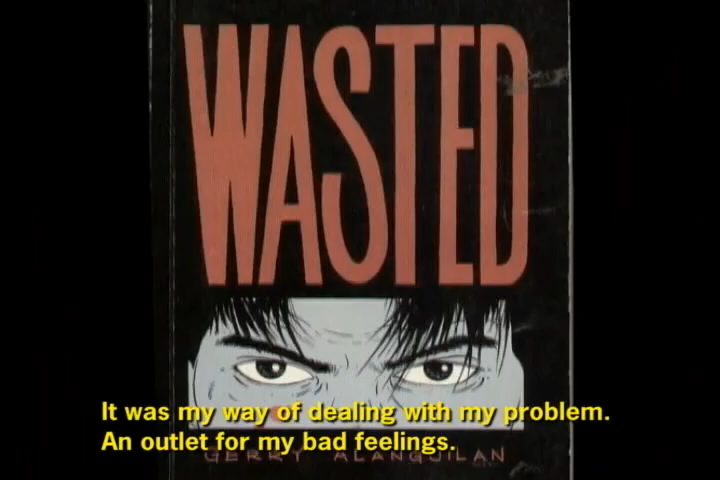 WASTED
It was my way of dealing with my problem.
An outlet for my bad feelings.
GERRY ALANGUILAN